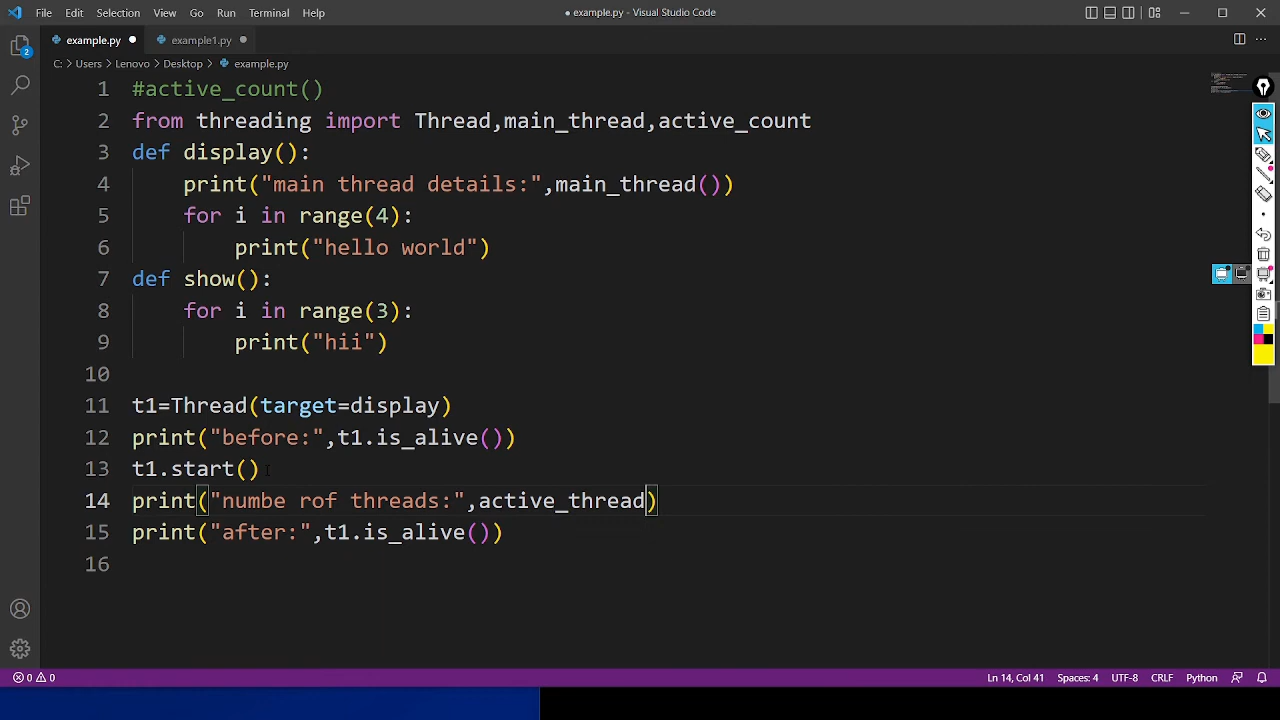 File Edit Selection View Go Run Terminal Help
● example.py - Visual Studio Code
example.py ● example1.py ●
C: > Users > Lenovo > Desktop > example.py
1 #active_count()
2 from threading import Thread,main_thread,active_count
3 def display():
4 print("main thread details:",main_thread())
5 for i in range(4):
6 print("hello world")
7 def show():
8 for i in range(3):
9 print("hii")
10
11 t1=Thread(target=display)
12 print("before:",t1.is_alive())
13 t1.start()
14 print("numbe rof threads:",active_thread)
15 print("after:",t1.is_alive())
16
2
0 0 Ln 14, Col 41 Spaces: 4 UTF-8 CRLF Python